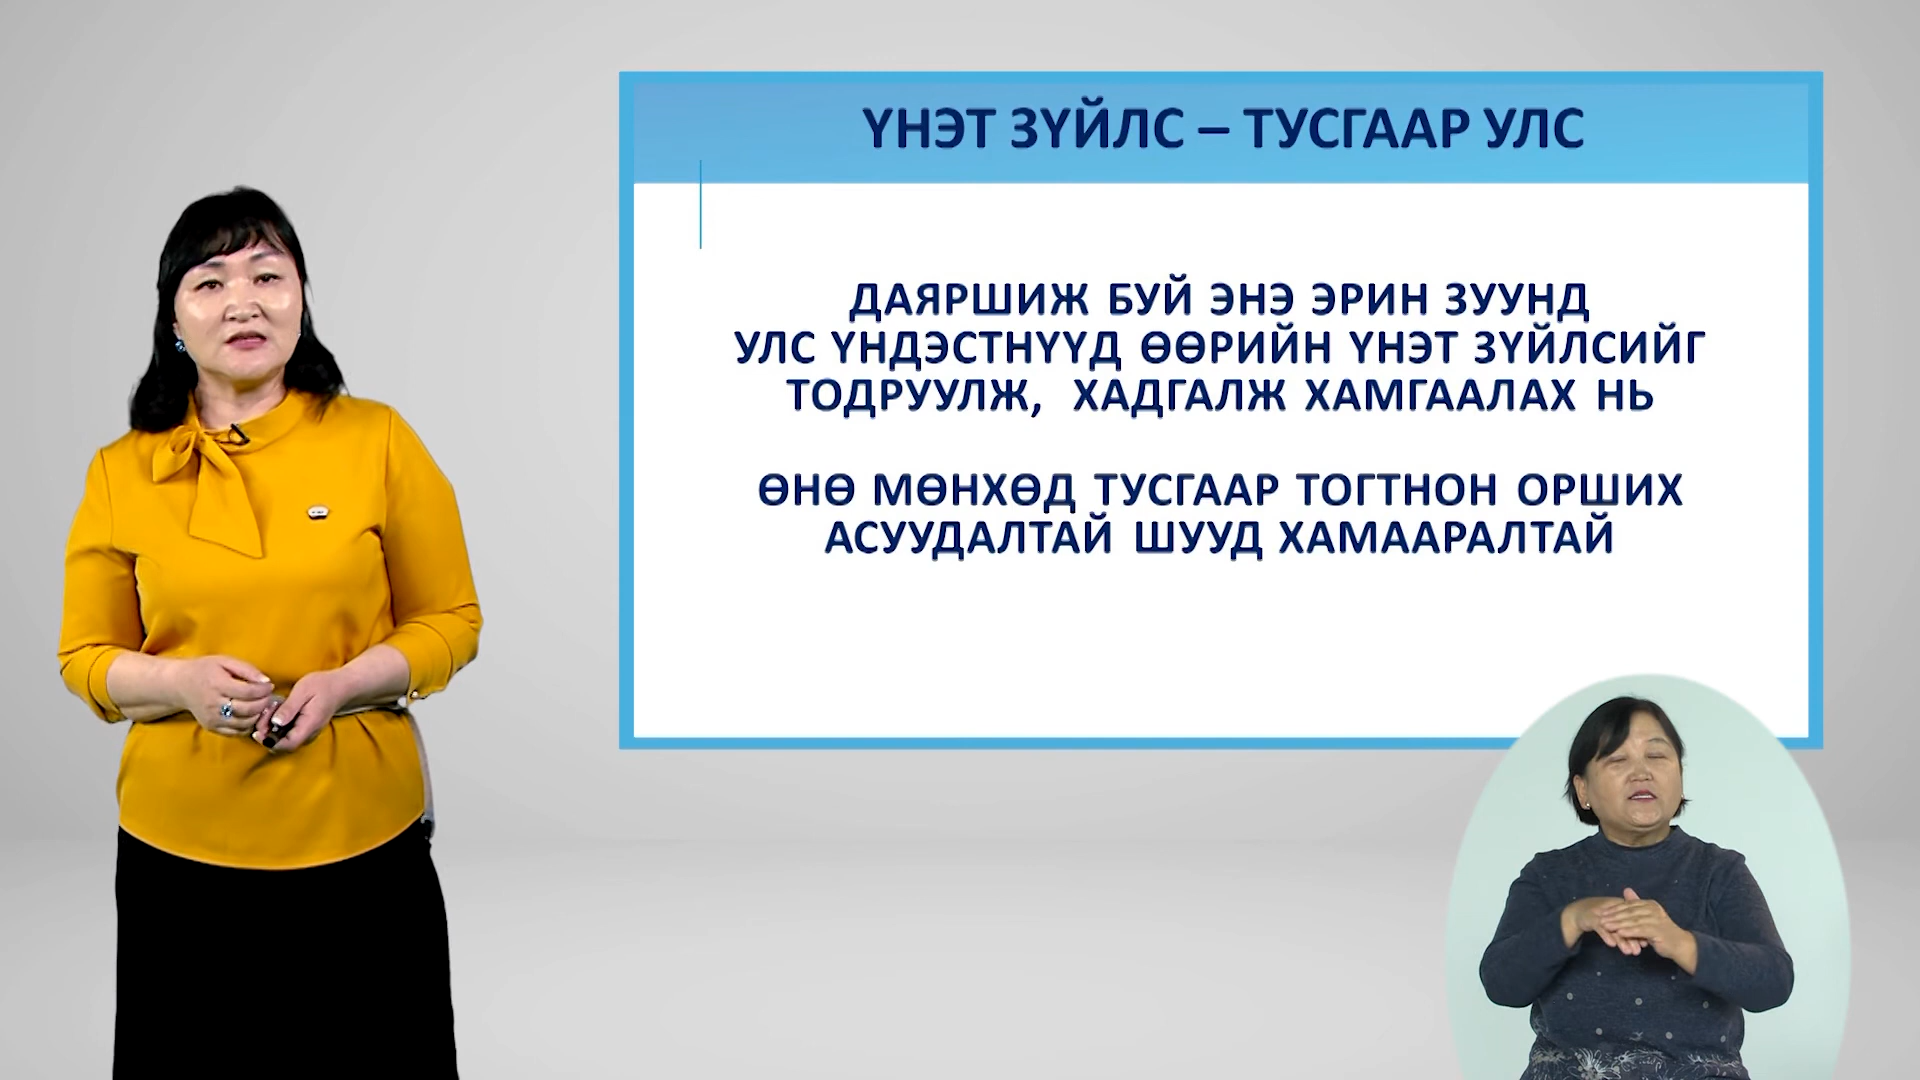 ҮНЭТ ЗҮЙЛС – ТУСГААР УЛС
ДАЯРШИЖ БУЙ ЭНЭ ЭРИН ЗУУНД
УЛС ҮНДЭСТНҮҮД ӨӨРИЙН ҮНЭТ ЗҮЙЛСИЙГ
ТОДРУУЛЖ, ХАДГАЛЖ ХАМГААЛАХ НЬ
ӨНӨ МӨНХӨД ТУСГААР ТОГТНОН ОРШИХ
АСУУДАЛТАЙ ШУУД ХАМААРАЛТАЙ